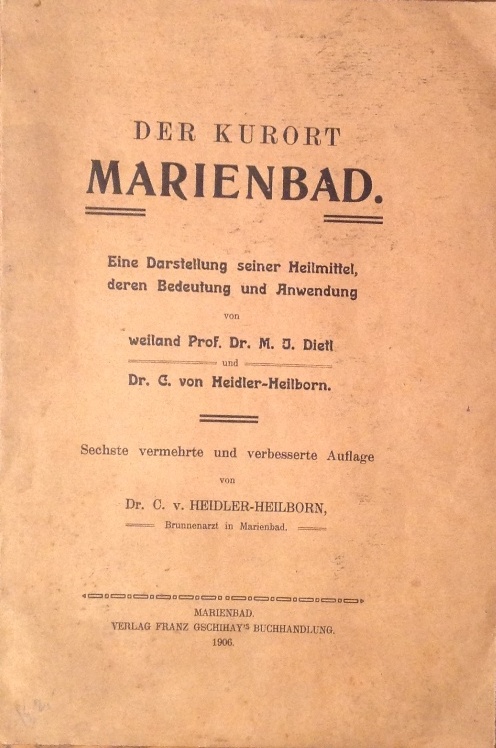 DER KURORT
MARIENBAD.
Eine Darstellung seiner Heilmittel,
deren Bedeutung und Anwendung
von
weiland Prof. Dr. M. J. Dietl
und
Dr. C. von Heidler-Heilborn.
Sechste vermehrte und verbesserte Auflage
von
Dr. C. v. HEIDLER-HEILBORN,
Brunnenarzt in Marienbad.
MARIENBAD.
VERLAG FRANZ GSCHIHAY'S BUCHHANDLUNG.
1906.